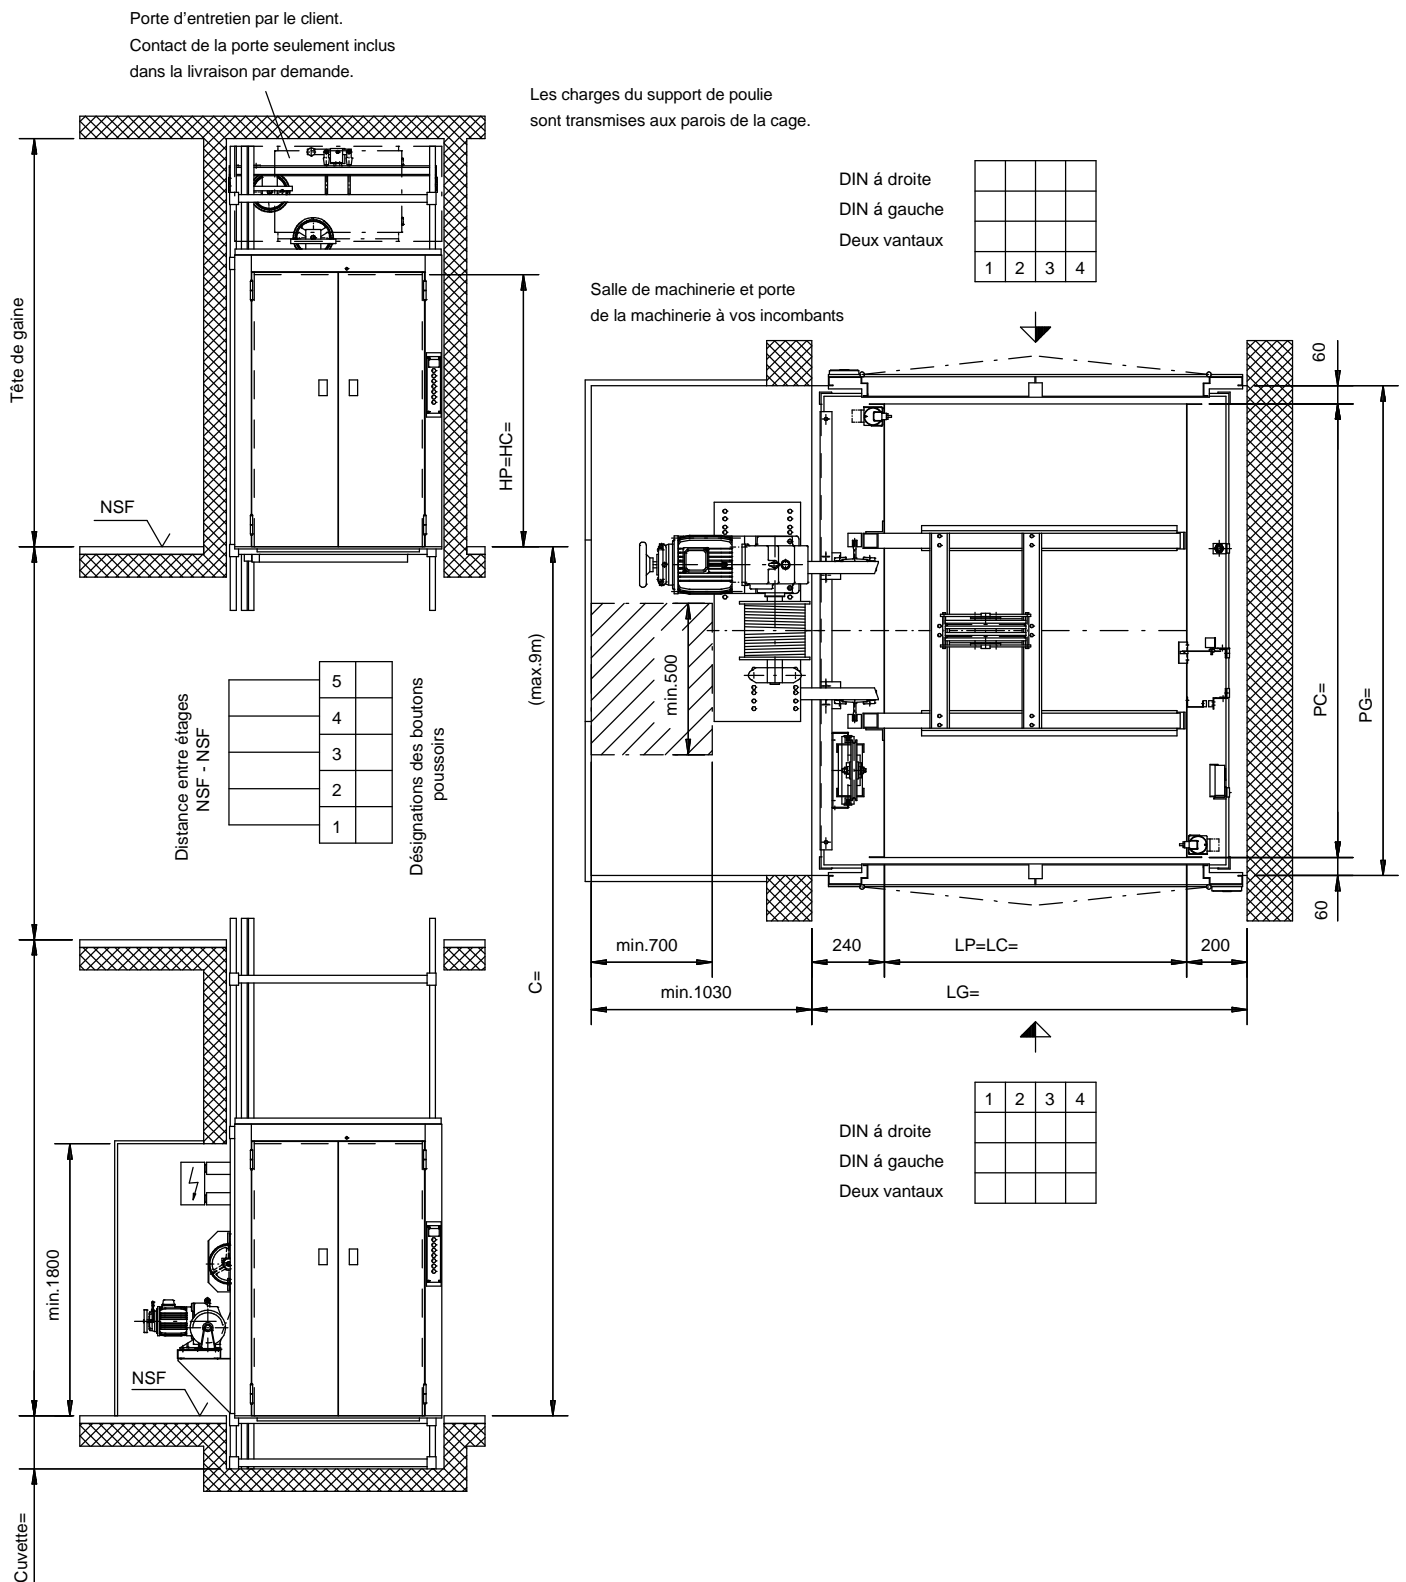 Porte d'entretien par le client.
Contact de la porte seulement inclus
dans la livraison par demande.
Les charges du support de poulie
sont transmises aux parois de la cage.
DIN á droite
DIN á gauche
Deux vantaux
1 2 3 4
Salle de machinerie et porte
de la machinerie à vos incombants
Tête de gaine
HP=HC=
NSF
60
PC=
PG=
60
min.500
(max.9m)
C=
Distance entre étages
NSF - NSF
5
4
3
2
1
Désignations des boutons
poussoirs
min.700
240
LP=LC=
200
min.1030
LG=
1 2 3 4
DIN á droite
DIN á gauche
Deux vantaux
min.1800
NSF
Cuvette=